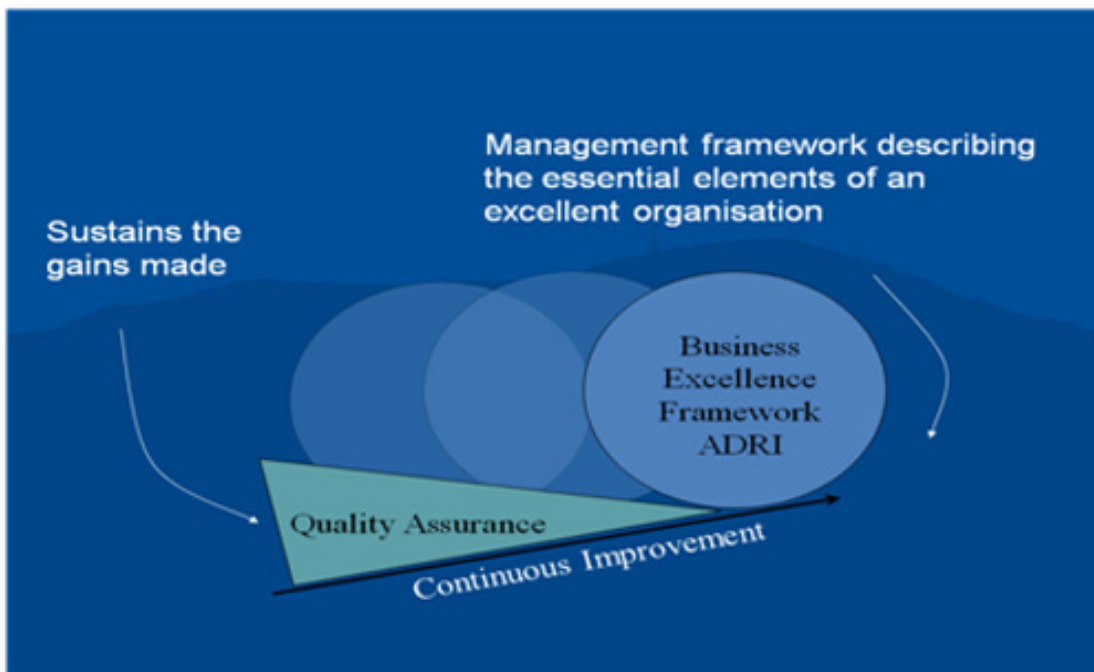 Management framework describing
the essential elements of an
excellent organisation
Sustains the
gains made
Business
Excellence
Framework
ADRI
Quality Assurance
Continuous Improvement